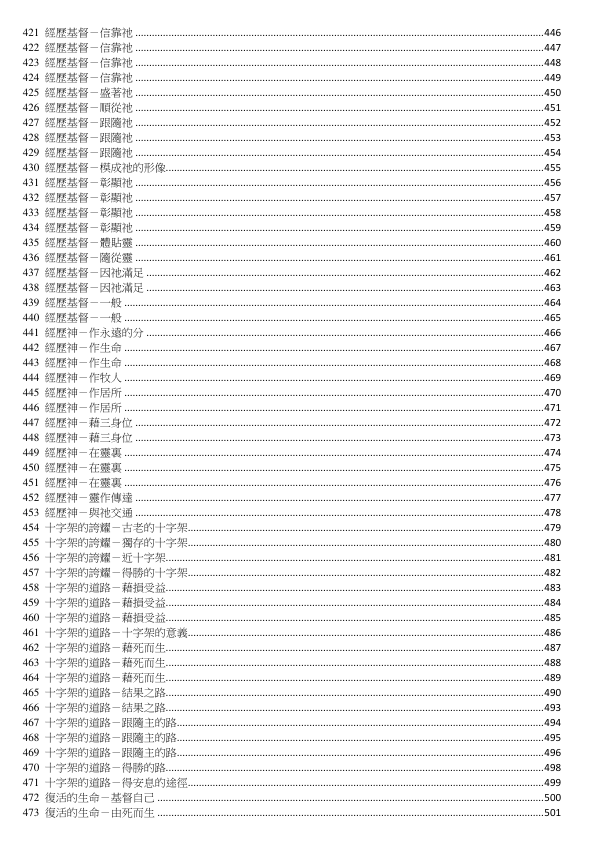 421 經歷基督－信靠祂 ........ 446
422 經歷基督－信靠祂 ........ 447
423 經歷基督－信靠祂 ........ 448
424 經歷基督－信靠祂 ........ 449
425 經歷基督－盛著祂 ........ 450
426 經歷基督－順從祂 ........ 451
427 經歷基督－跟隨祂 ........ 452
428 經歷基督－跟隨祂 ........ 453
429 經歷基督－跟隨祂 ........ 454
430 經歷基督－模成祂的形像 ........ 455
431 經歷基督－彰顯祂 ........ 456
432 經歷基督－彰顯祂 ........ 457
433 經歷基督－彰顯祂 ........ 458
434 經歷基督－彰顯祂 ........ 459
435 經歷基督－體貼靈 ........ 460
436 經歷基督－隨從靈 ........ 461
437 經歷基督－因祂滿足 ........ 462
438 經歷基督－因祂滿足 ........ 463
439 經歷基督－一般 ........ 464
440 經歷基督－一般 ........ 465
441 經歷神－作永遠的分 ........ 466
442 經歷神－作生命 ........ 467
443 經歷神－作生命 ........ 468
444 經歷神－作牧人 ........ 469
445 經歷神－作居所 ........ 470
446 經歷神－作居所 ........ 471
447 經歷神－藉三身位 ........ 472
448 經歷神－藉三身位 ........ 473
449 經歷神－在靈裏 ........ 474
450 經歷神－在靈裏 ........ 475
451 經歷神－在靈裏 ........ 476
452 經歷神－靈作傳達 ........ 477
453 經歷神－與祂交通 ........ 478
454 十字架的誇耀－古老的十字架 ........ 479
455 十字架的誇耀－獨存的十字架 ........ 480
456 十字架的誇耀－近十字架 ........ 481
457 十字架的誇耀－得勝的十字架 ........ 482
458 十字架的道路－藉損受益 ........ 483
459 十字架的道路－藉損受益 ........ 484
460 十字架的道路－藉損受益 ........ 485
461 十字架的道路－十字架的意義 ........ 486
462 十字架的道路－藉死而生 ........ 487
463 十字架的道路－藉死而生 ........ 488
464 十字架的道路－藉死而生 ........ 489
465 十字架的道路－結果之路 ........ 490
466 十字架的道路－結果之路 ........ 493
467 十字架的道路－跟隨主的路 ........ 494
468 十字架的道路－跟隨主的路 ........ 495
469 十字架的道路－跟隨主的路 ........ 496
470 十字架的道路－得勝的路 ........ 498
471 十字架的道路－得安息的途徑 ........ 499
472 復活的生命－基督自己 ........ 500
473 復活的生命－由死而生 ........ 501